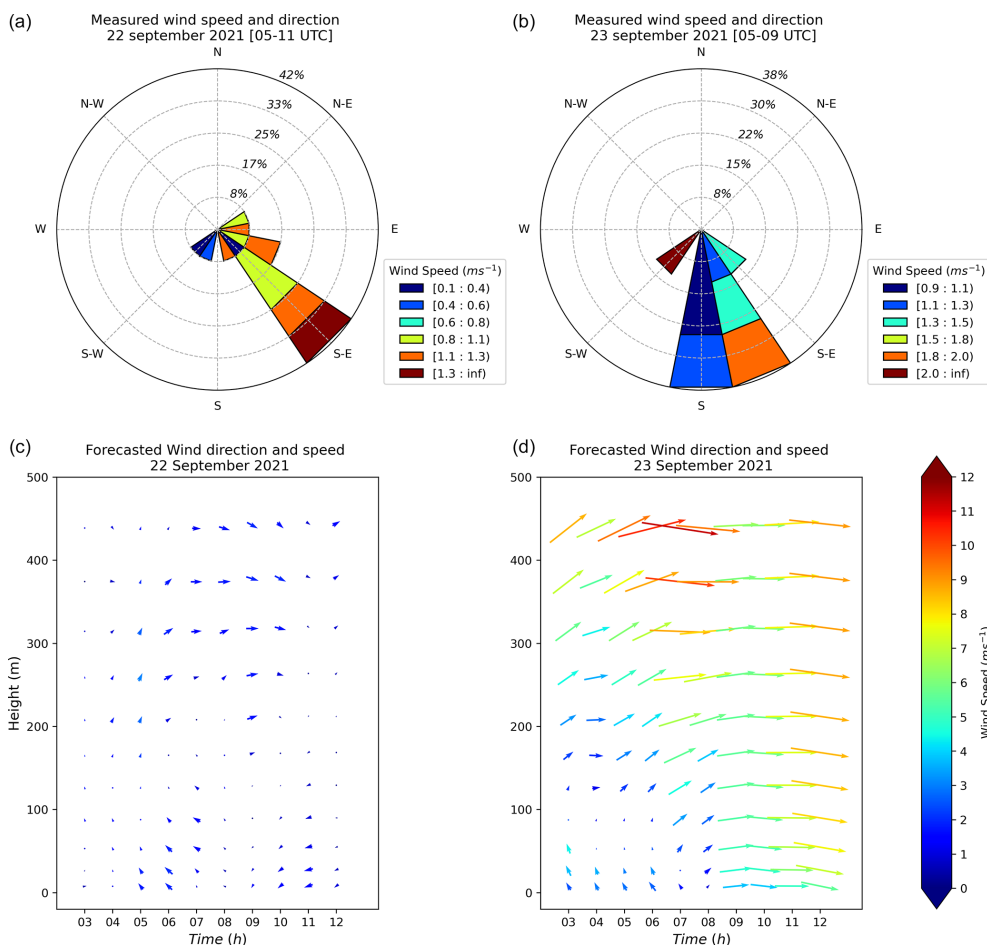 (a)
Measured wind speed and direction
22 september 2021 [05-11 UTC]
N
N-E
E
S-E
S
S-W
W
N-W
42%
33%
25%
17%
8%
Wind Speed (ms⁻¹)
[0.1 : 0.4)
[0.4 : 0.6)
[0.6 : 0.8)
[0.8 : 1.1)
[1.1 : 1.3)
[1.3 : inf)
(b)
Measured wind speed and direction
23 september 2021 [05-09 UTC]
N
N-E
E
S-E
S
S-W
W
N-W
38%
30%
22%
15%
8%
Wind Speed (ms⁻¹)
[0.9 : 1.1)
[1.1 : 1.3)
[1.3 : 1.5)
[1.5 : 1.8)
[1.8 : 2.0)
[2.0 : inf)
(c)
Forecasted Wind direction and speed
22 September 2021
Height (m)
500
400
300
200
100
0
03 04 05 06 07 08 09 10 11 12
Time (h)
(d)
Forecasted Wind direction and speed
23 September 2021
500
400
300
200
100
0
03 04 05 06 07 08 09 10 11 12
Time (h)
12
11
10
9
8
7
6
5
4
3
2
1
0
Wind Speed (ms⁻¹)